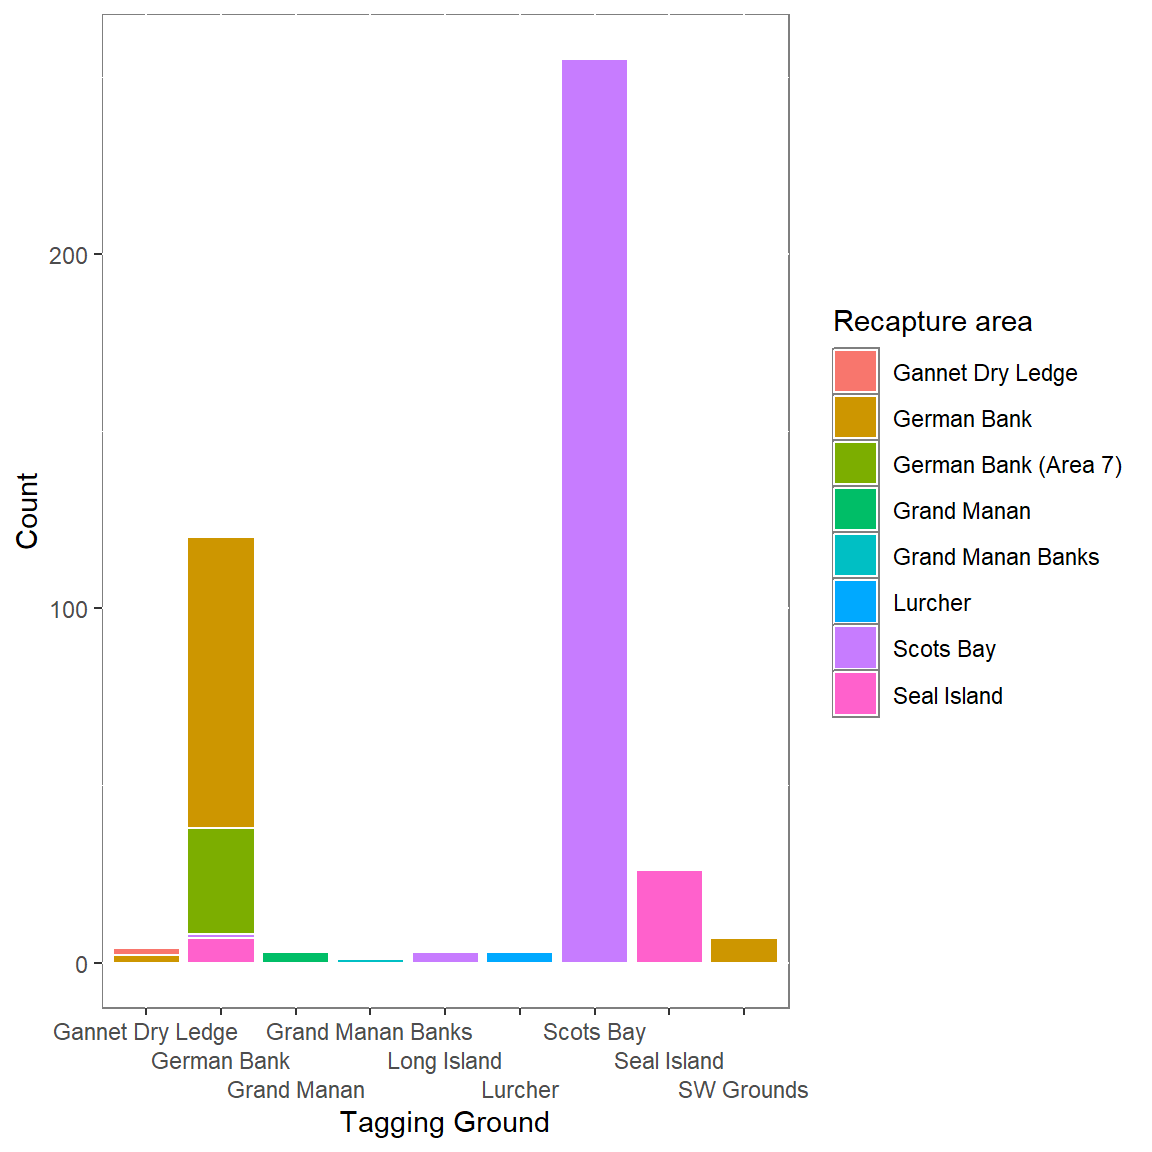 200
100
0
Count
Gannet Dry Ledge
Grand Manan Banks
Scots Bay
German Bank
Long Island
Seal Island
Grand Manan
Lurcher
SW Grounds
Tagging Ground
Recapture area
Gannet Dry Ledge
German Bank
German Bank (Area 7)
Grand Manan
Grand Manan Banks
Lurcher
Scots Bay
Seal Island